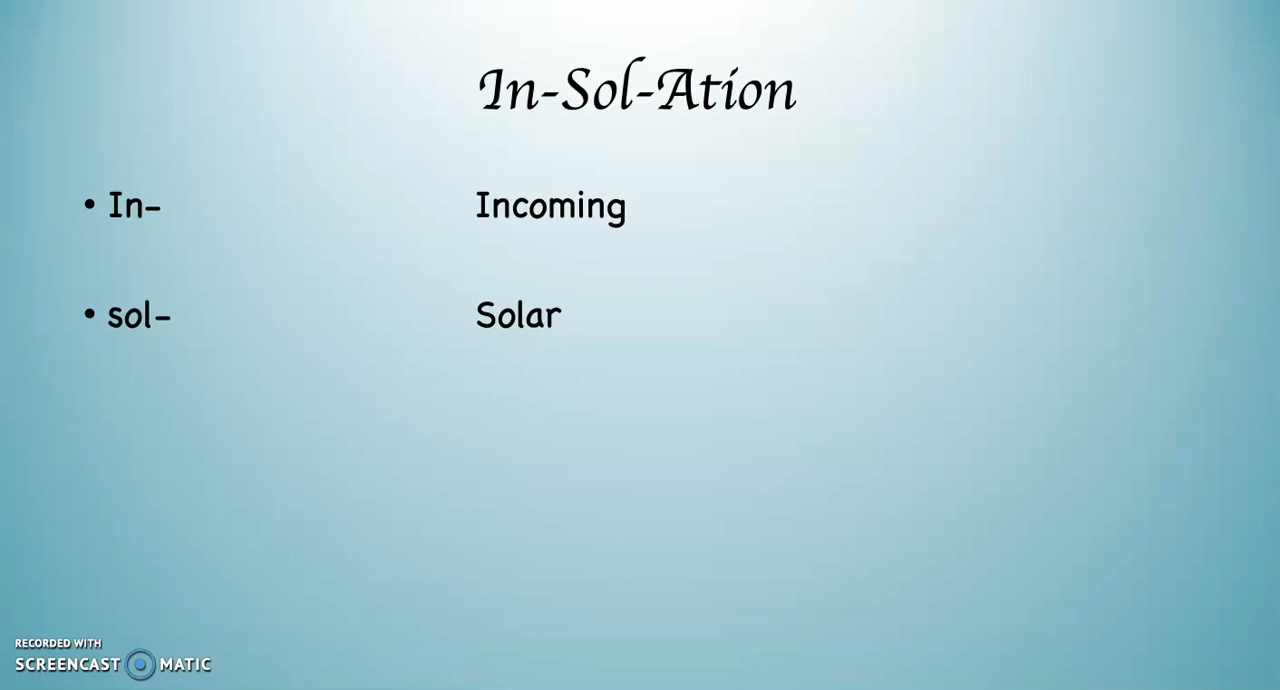 In-Sol-Ation
• In- Incoming
• sol- Solar
RECORDED WITH
SCREENCAST MATIC